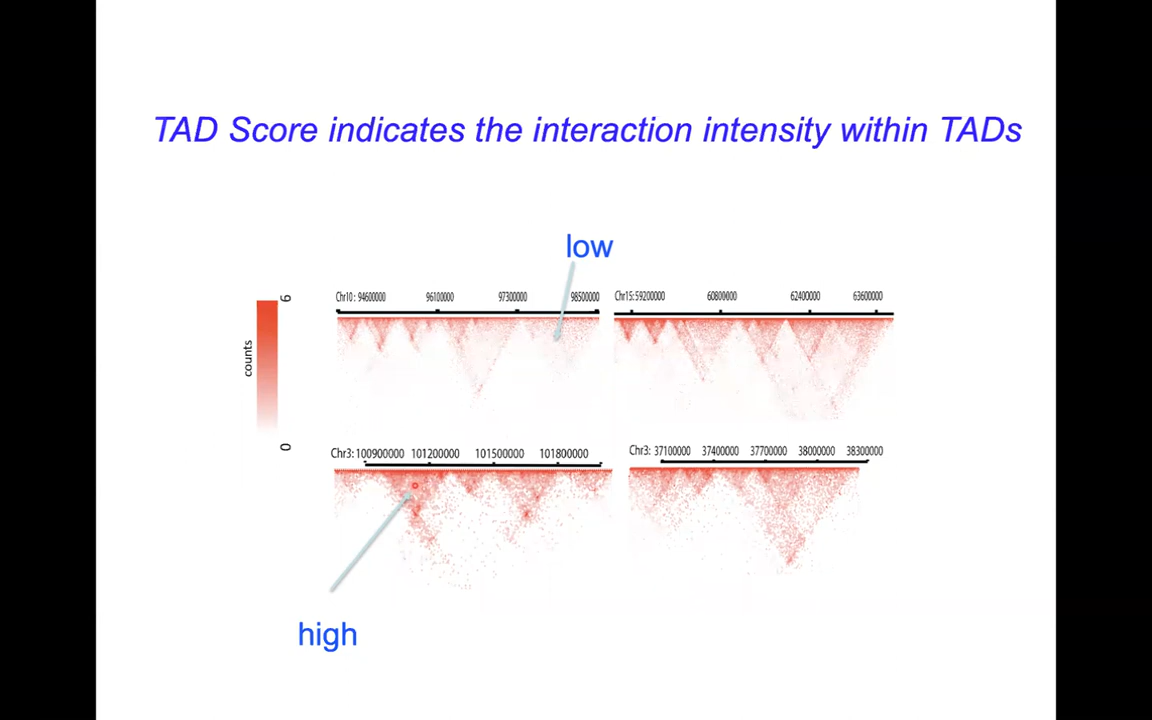 TAD Score indicates the interaction intensity within TADs
low
6
counts
0
Chr10: 94600000 96100000 97300000 98500000
Chr15:59200000 60800000 62400000 63600000
Chr3: 100900000 101200000 101500000 101800000
Chr3: 37100000 37400000 37700000 38000000 38300000
high